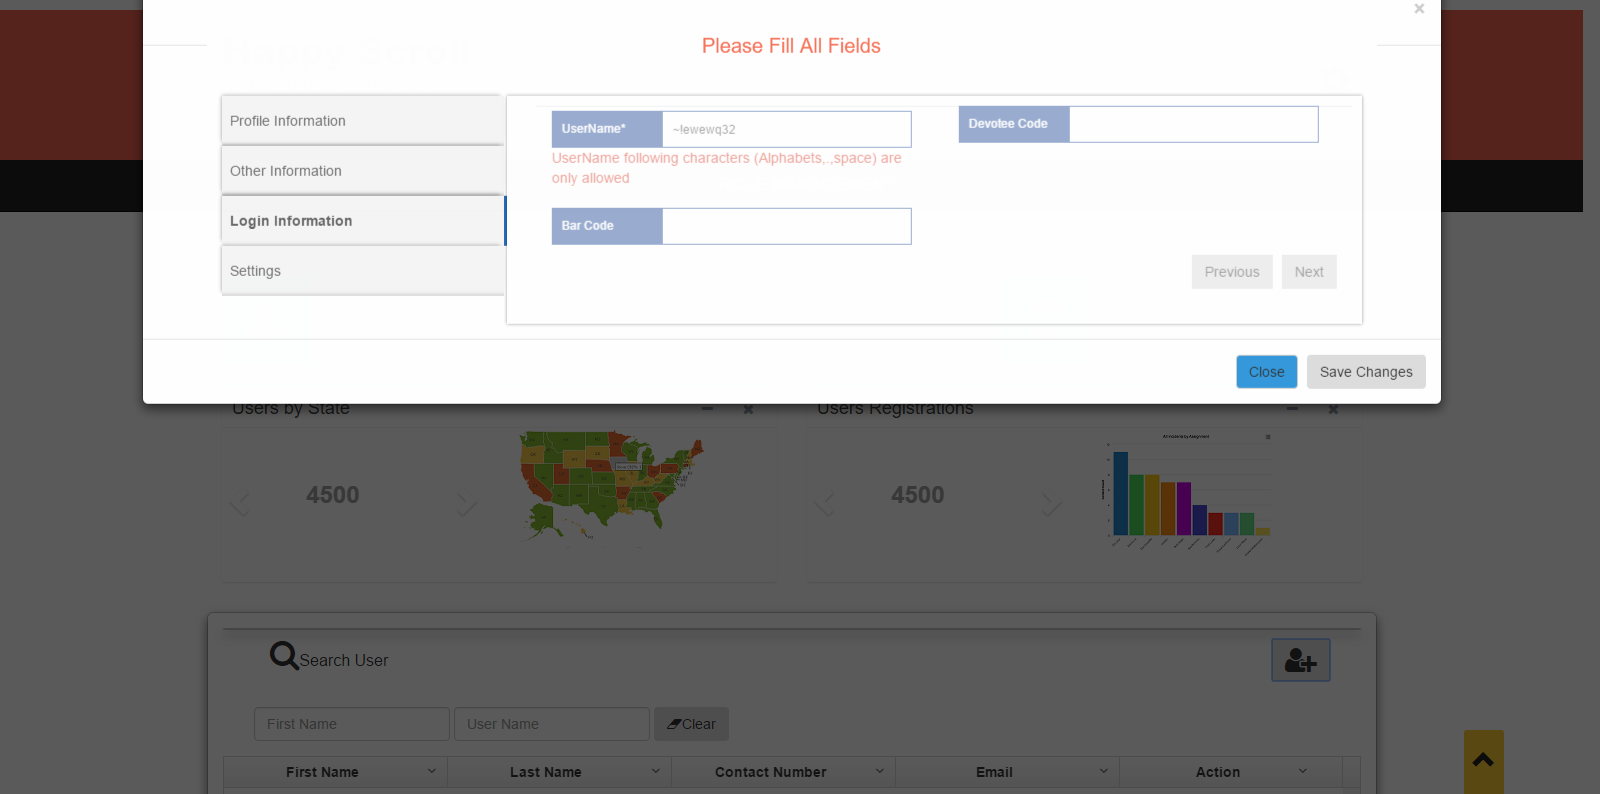 ×
Please Fill All Fields
Profile Information
Other Information
Login Information
Settings
UserName*
~!ewewq32
Devotee Code
UserName following characters (Alphabets,.,space) are
only allowed
Bar Code
Previous
Next
Close
Save Changes
Users by State
Users Registrations
4500
4500
Search User
First Name
User Name
Clear
First Name
Last Name
Contact Number
Email
Action